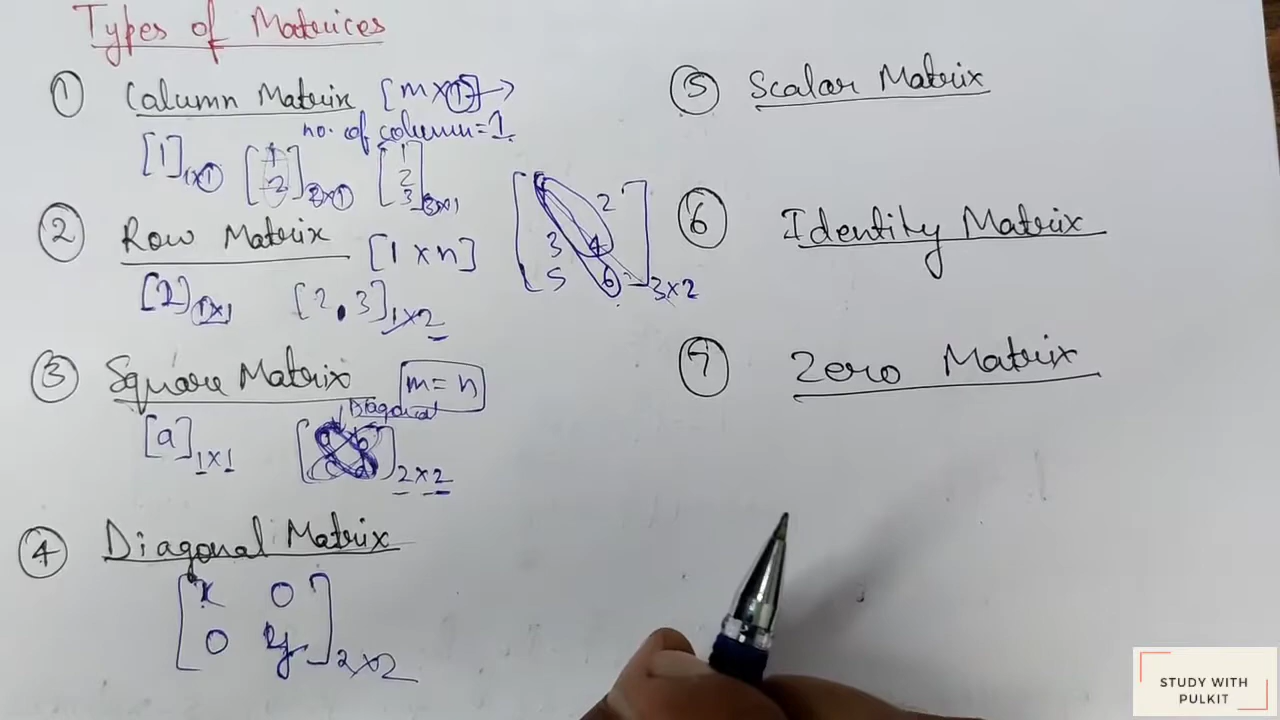 Types of Matrices
① Column Matrix [m×1]→
no. of column=1.
[1]1×1 [ 2]2×1 [1 2 3]3×1
② Row Matrix [1×n]
[2]1×1 [2,3]1×2
[ 2
3 4
5 6]3×2
③ Square Matrix m=n
Diagonal
[a]1×1 [ ]2×2
④ Diagonal Matrix
[x 0
0 y]2×2
⑤ Scalar Matrix
⑥ Identity Matrix
⑦ Zero Matrix
STUDY WITH
PULKIT